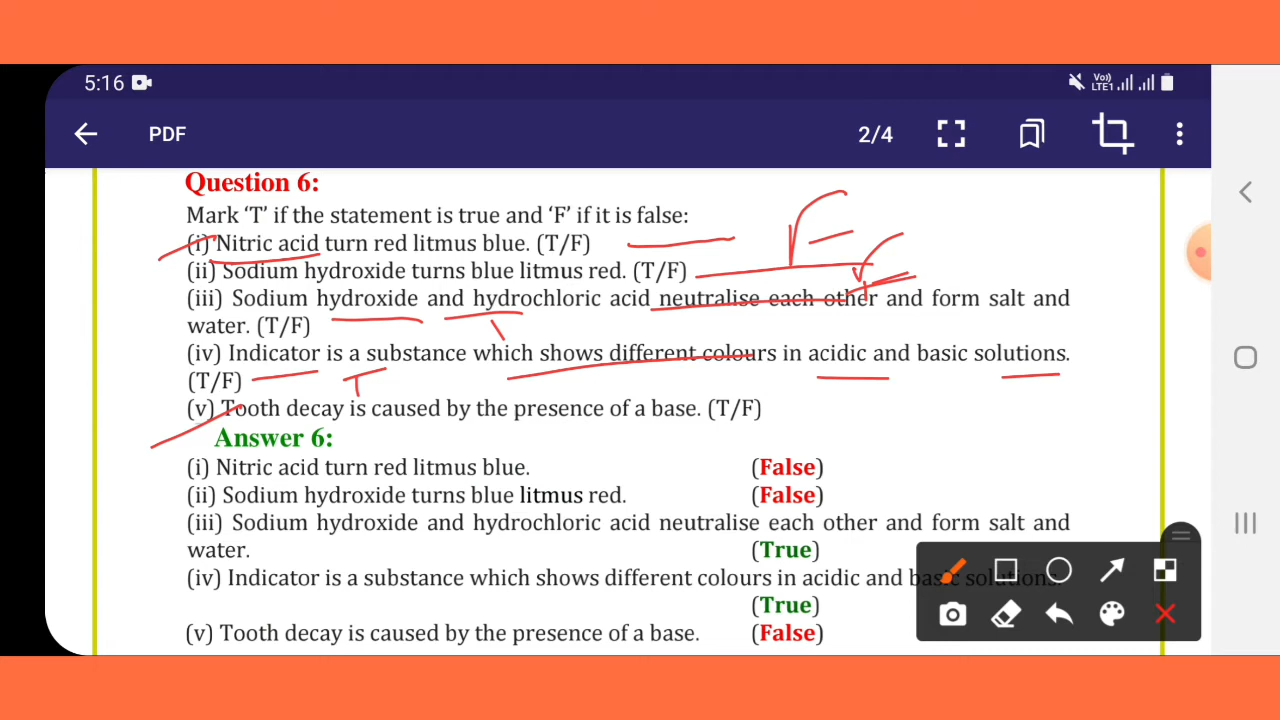 5:16
Vo)) LTE1
PDF
2/4
Question 6:
Mark ‘T’ if the statement is true and ‘F’ if it is false:
(i) Nitric acid turn red litmus blue. (T/F)
F
(ii) Sodium hydroxide turns blue litmus red. (T/F)
F
(iii) Sodium hydroxide and hydrochloric acid neutralise each other and form salt and
water. (T/F)
T
(iv) Indicator is a substance which shows different colours in acidic and basic solutions.
(T/F)
T
(v) Tooth decay is caused by the presence of a base. (T/F)
Answer 6:
(i) Nitric acid turn red litmus blue. (False)
(ii) Sodium hydroxide turns blue litmus red. (False)
(iii) Sodium hydroxide and hydrochloric acid neutralise each other and form salt and
water. (True)
(iv) Indicator is a substance which shows different colours in acidic and basic solutions.
(True)
(v) Tooth decay is caused by the presence of a base. (False)